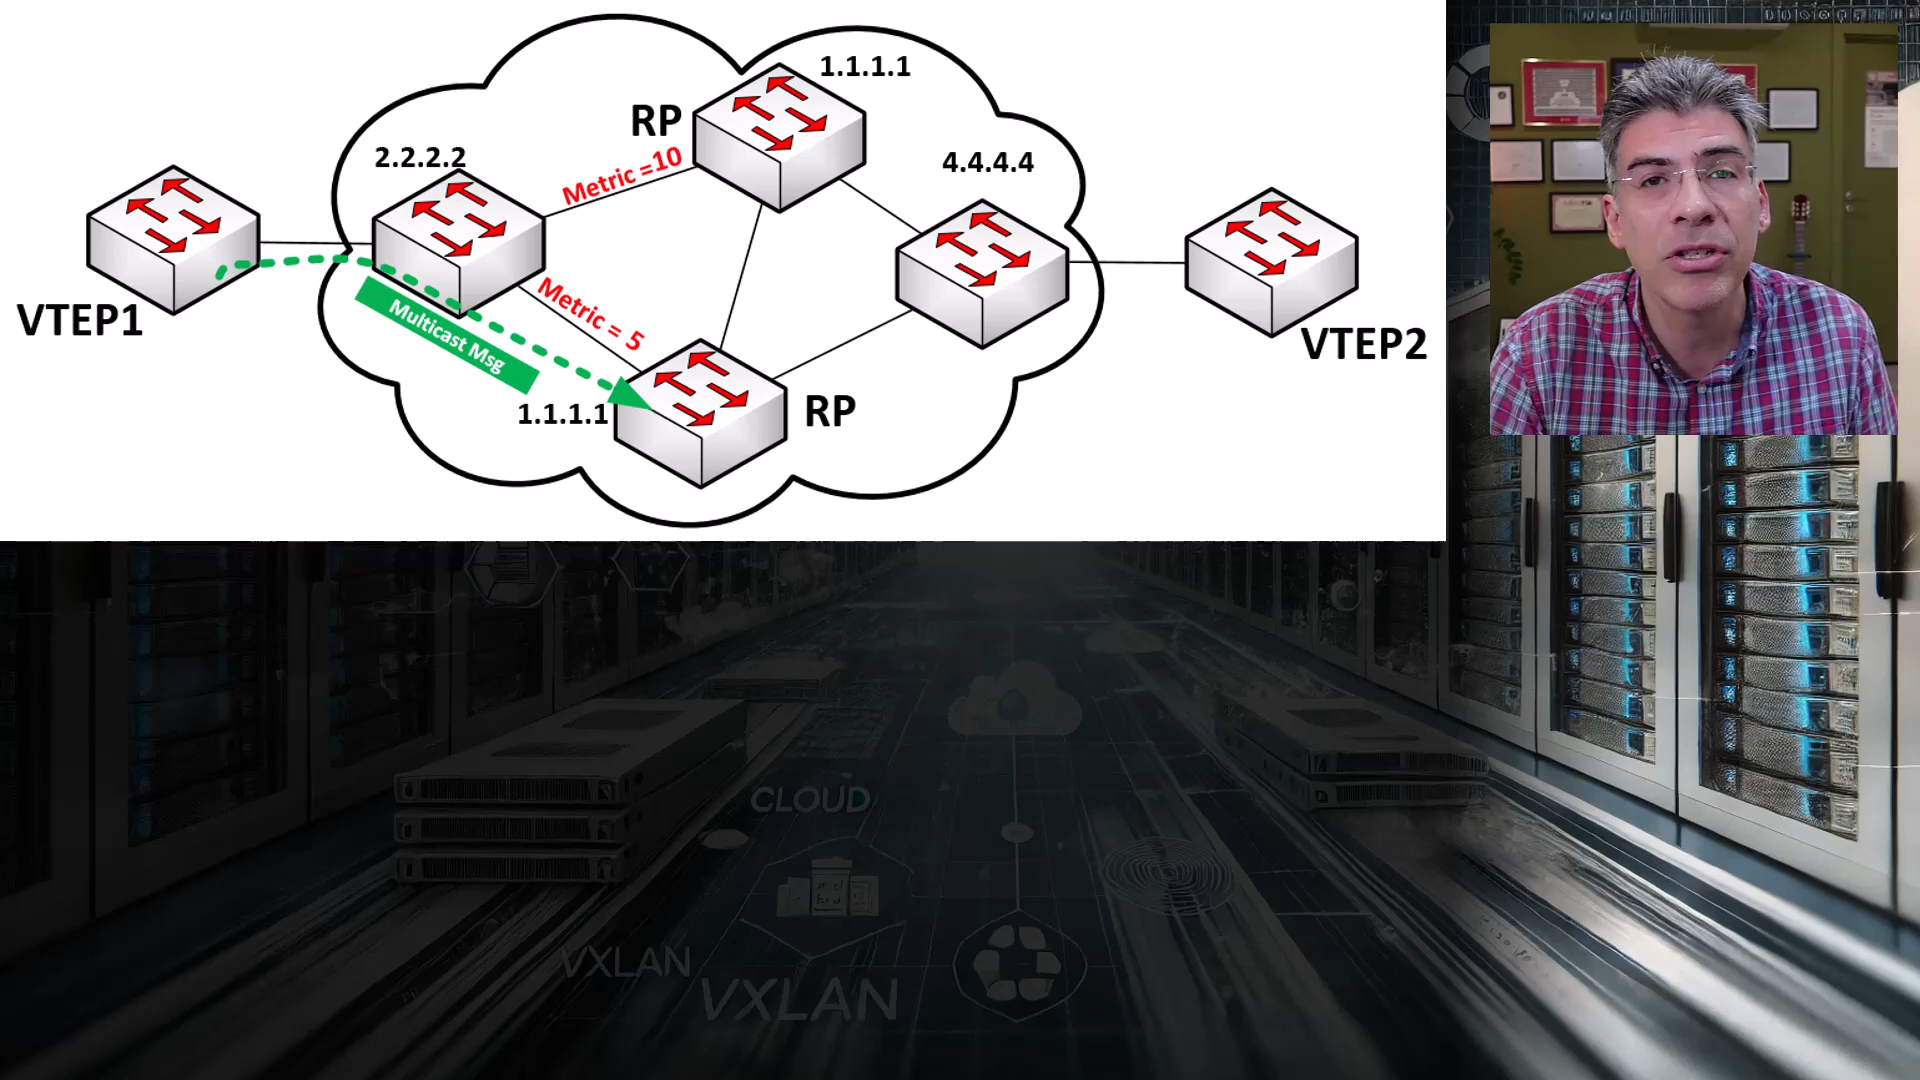 1.1.1.1
RP
2.2.2.2
Metric =10
4.4.4.4
VTEP1
Metric = 5
Multicast Msg
VTEP2
1.1.1.1
RP
CLOUD
VXLAN
VXLAN